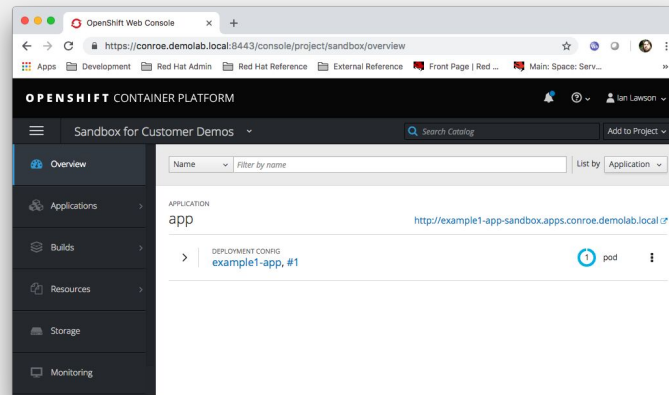 OpenShift Web Console
https://conroe.demolab.local:8443/console/project/sandbox/overview
Apps Development Red Hat Admin Red Hat Reference External Reference Front Page | Red ... Main: Space: Serv... »
OPENSHIFT CONTAINER PLATFORM
Ian Lawson
Sandbox for Customer Demos
Search Catalog
Add to Project
Overview
Name
Filter by name
List by Application
Applications
APPLICATION
app
http://example1-app-sandbox.apps.conroe.demolab.local
Builds
DEPLOYMENT CONFIG
example1-app, #1
1 pod
Resources
Storage
Monitoring